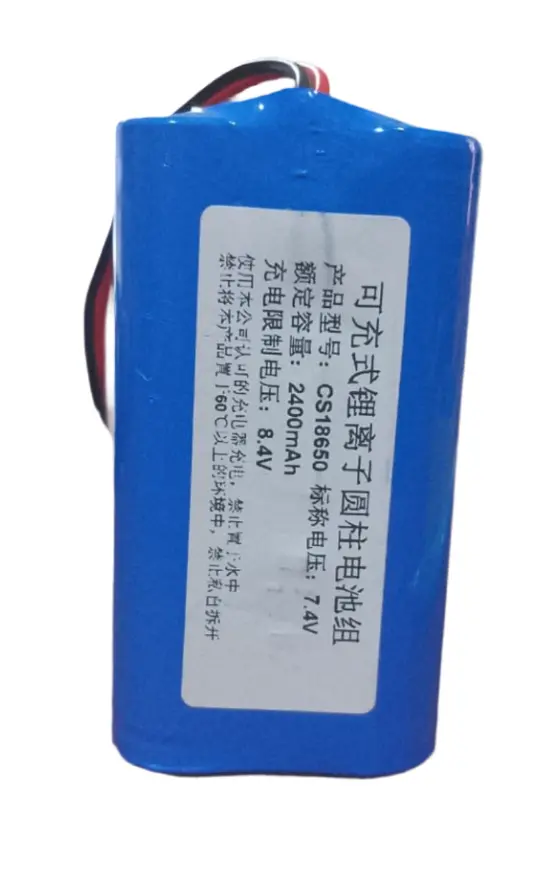 可充式锂离子圆柱电池组
产品型号：CS18650 标称电压：7.4V
额定容量：2400mAh
充电限制电压：8.4V
使用本公司认可的充电器充电，禁止置于水中
禁止将本产品置于60℃以上的环境中，禁止私自拆开